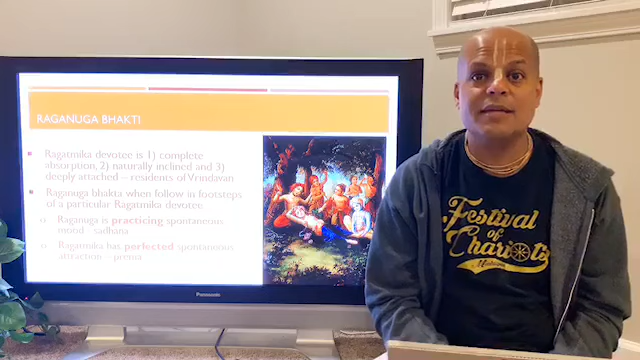 RAGANUGA BHAKTI
Ragatmika devotee is 1) complete
absorption, 2) naturally inclined and 3)
deeply attached – residents of Vrindavan
Raganuga bhakta when follow in footsteps
of a particular Ragatmika devotee
Raganuga is practicing spontaneous
mood – sadhana
Ragatmika has perfected spontaneous
attraction – prema
Panasonic
Festival
of
Chariots